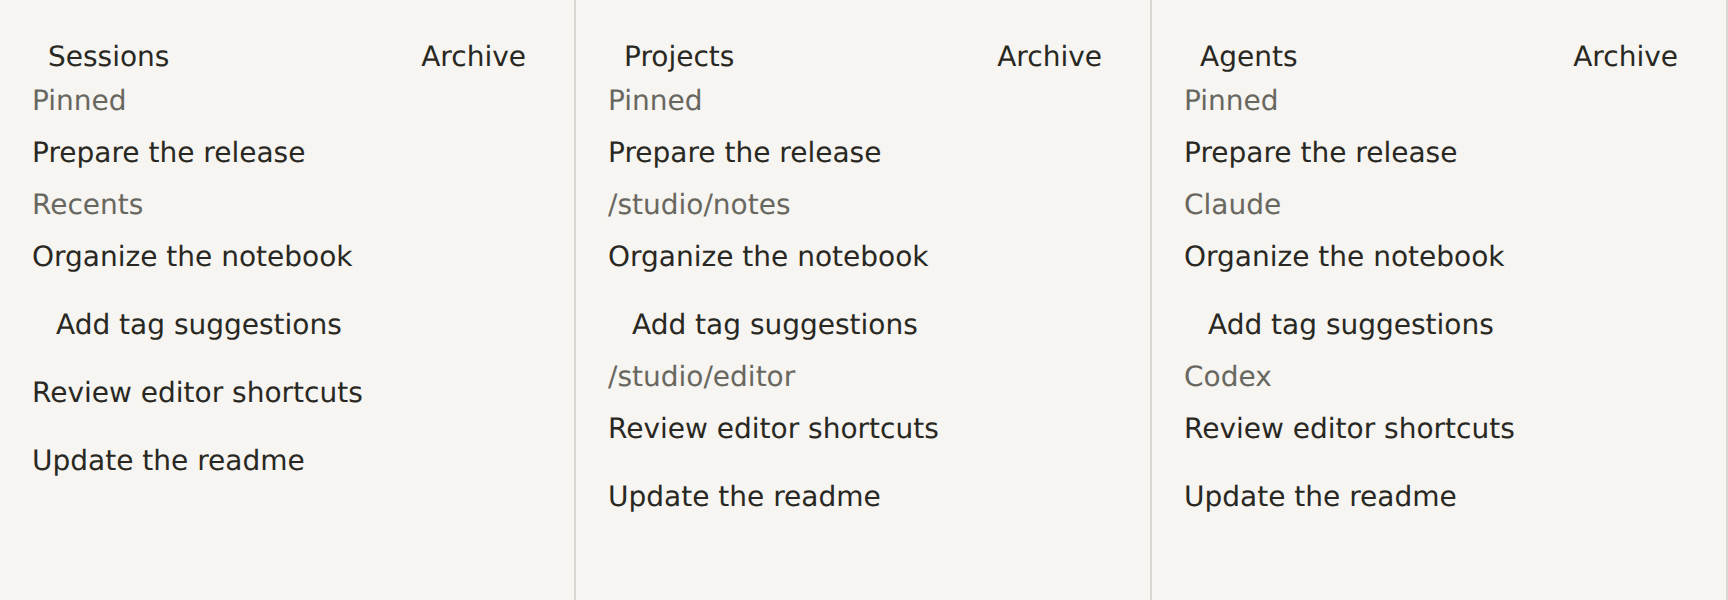 Sessions Archive
Pinned
Prepare the release
Recents
Organize the notebook
Add tag suggestions
Review editor shortcuts
Update the readme
Projects Archive
Pinned
Prepare the release
/studio/notes
Organize the notebook
Add tag suggestions
/studio/editor
Review editor shortcuts
Update the readme
Agents Archive
Pinned
Prepare the release
Claude
Organize the notebook
Add tag suggestions
Codex
Review editor shortcuts
Update the readme